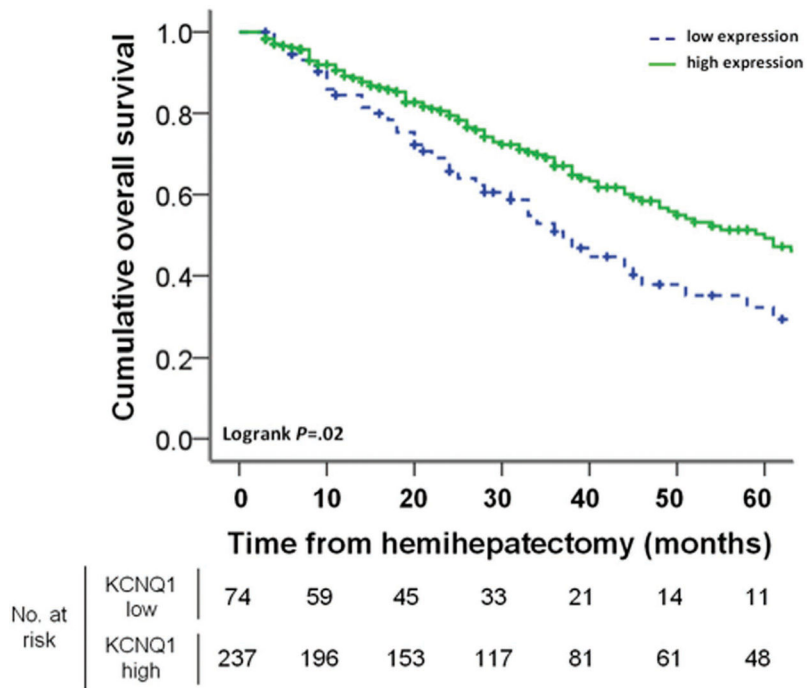 Cumulative overall survival
1.0
0.8
0.6
0.4
0.2
0.0
low expression
high expression
Logrank P=.02
0 10 20 30 40 50 60
Time from hemihepatectomy (months)
No. at
risk
KCNQ1
low
74 59 45 33 21 14 11
KCNQ1
high
237 196 153 117 81 61 48